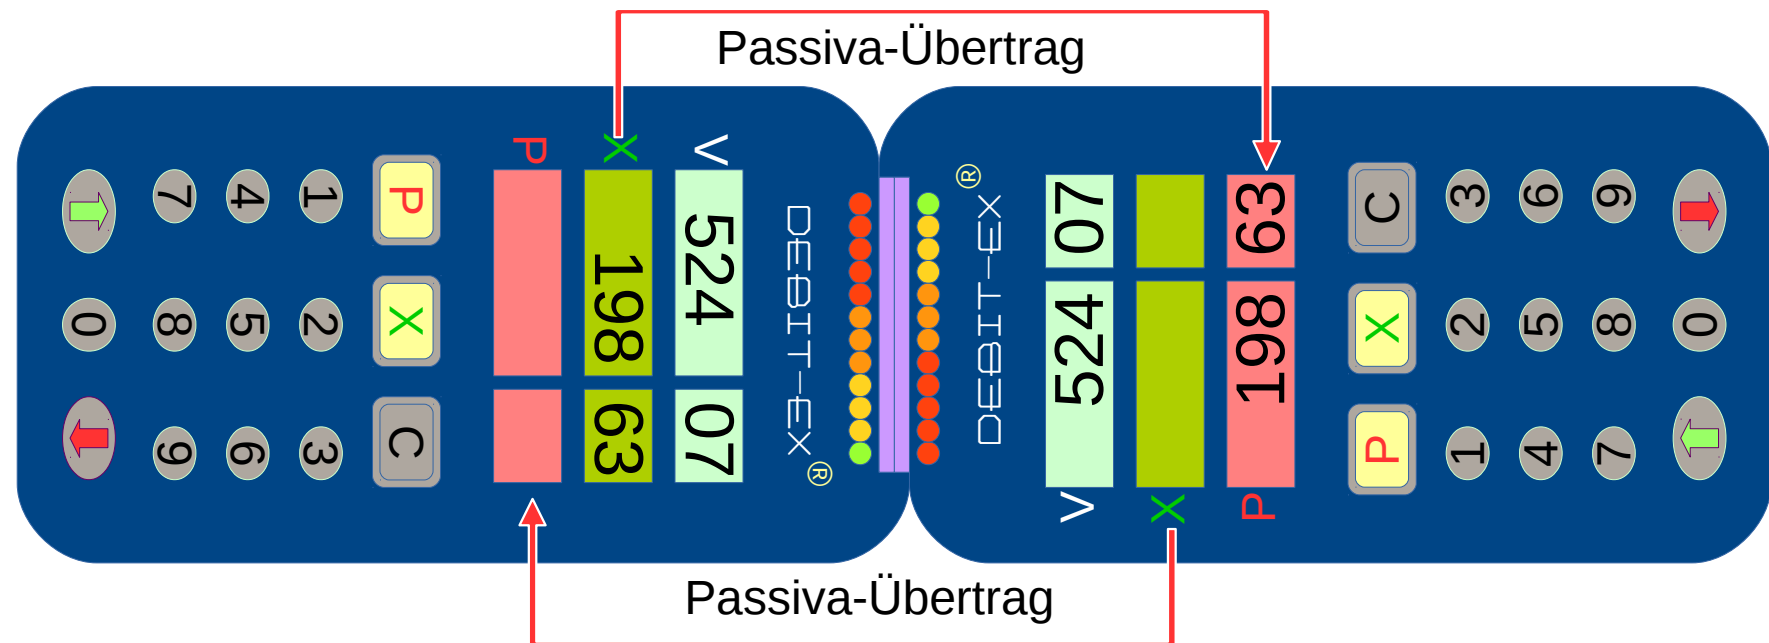 Passiva-Übertrag
P
X 198 63
V 524 07
DEBIT-EX®
P X C
1 2 3
4 5 6
7 8 9
0
DEBIT-EX®
V 524 07
X
P 198 63
P X C
1 2 3
4 5 6
7 8 9
0
Passiva-Übertrag